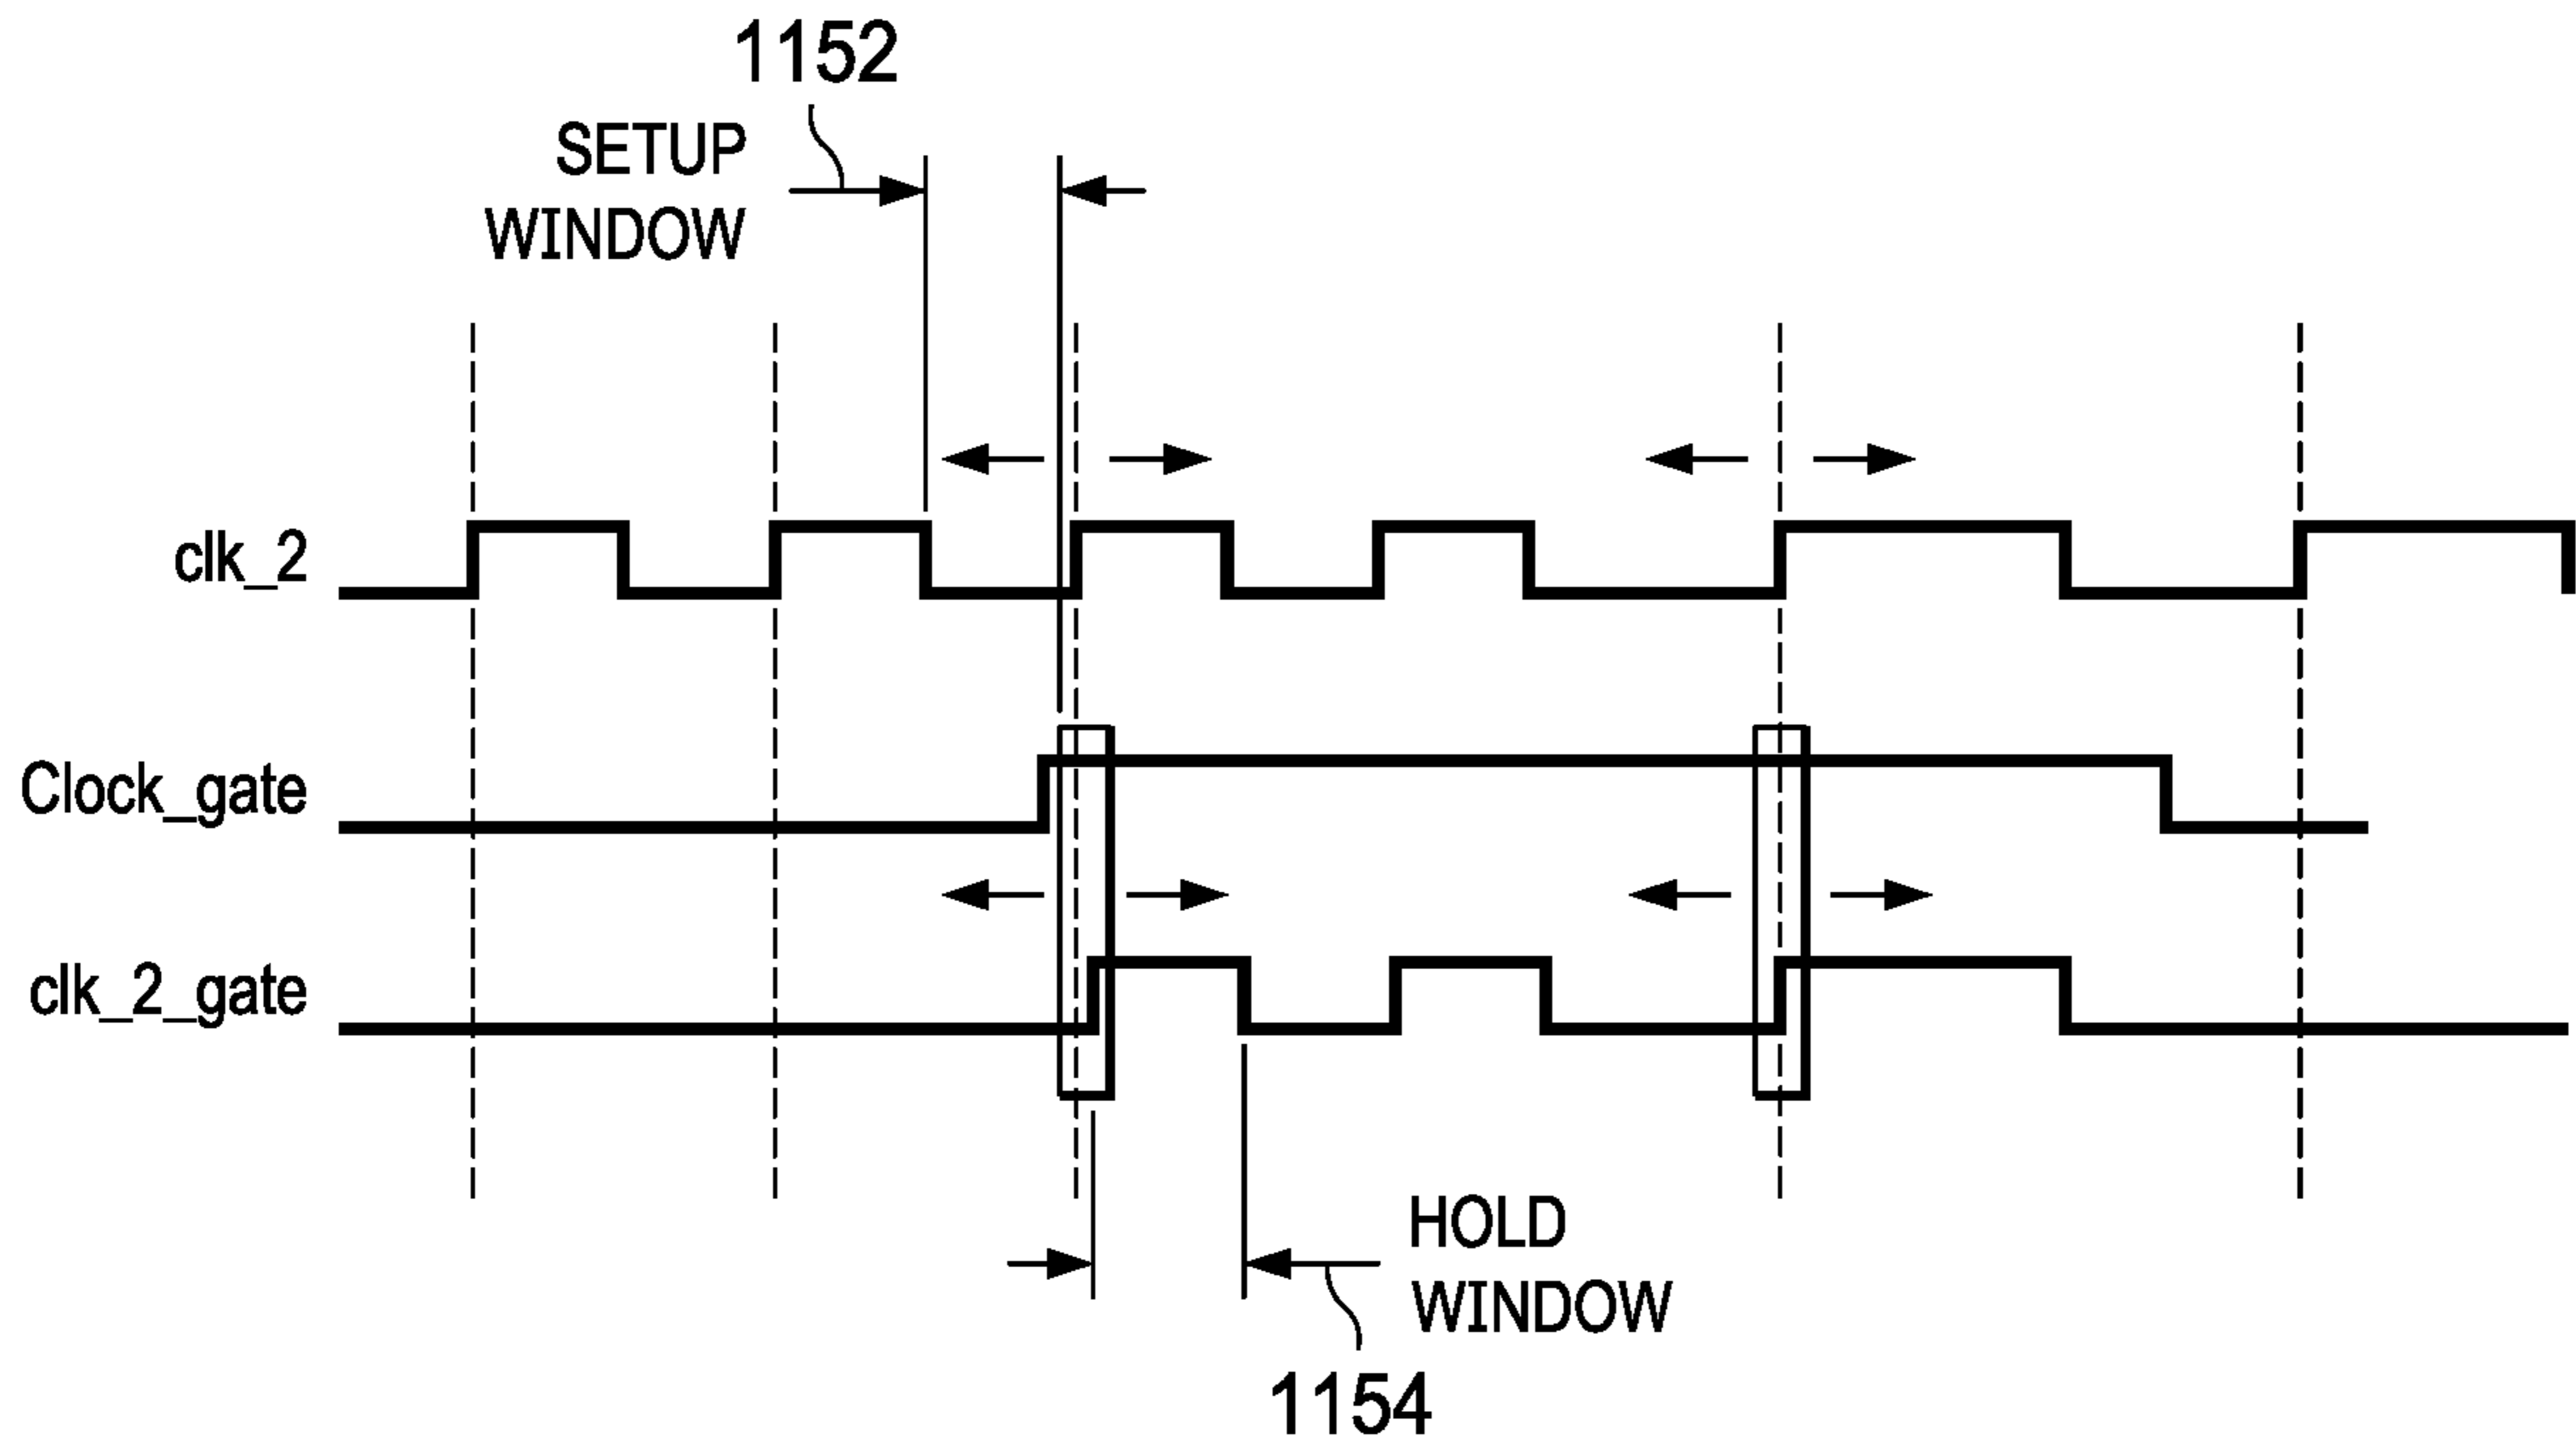 1152
SETUP
WINDOW
clk_2
Clock_gate
clk_2_gate
HOLD
WINDOW
1154